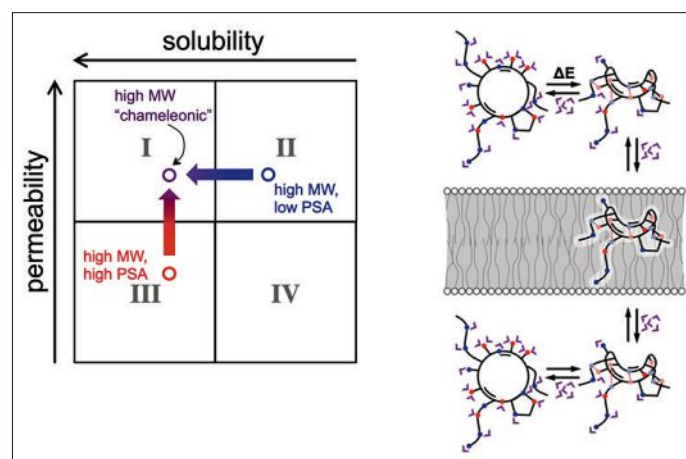 solubility
permeability
high MW
"chameleonic"
I
II
high MW,
low PSA
high MW,
high PSA
III
IV
ΔE